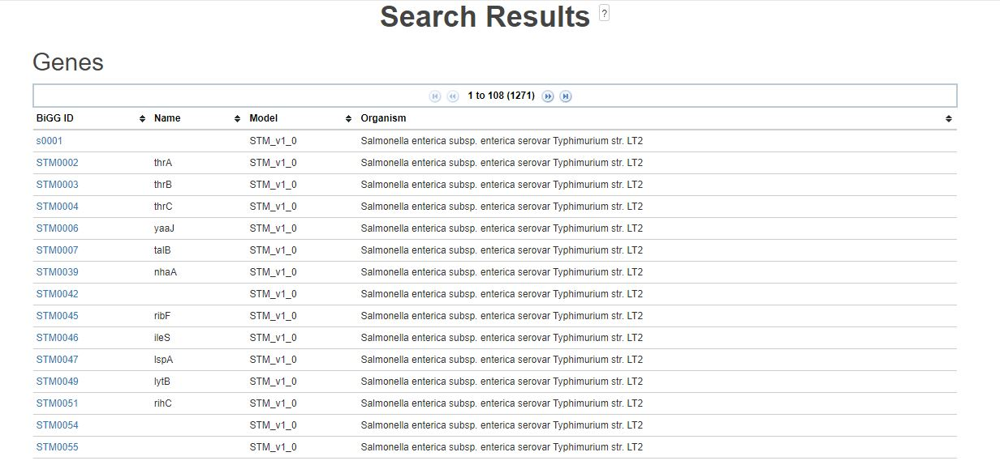 Search Results ?
Genes
1 to 108 (1271)
BiGG ID Name Model Organism
s0001 STM_v1_0 Salmonella enterica subsp. enterica serovar Typhimurium str. LT2
STM0002 thrA STM_v1_0 Salmonella enterica subsp. enterica serovar Typhimurium str. LT2
STM0003 thrB STM_v1_0 Salmonella enterica subsp. enterica serovar Typhimurium str. LT2
STM0004 thrC STM_v1_0 Salmonella enterica subsp. enterica serovar Typhimurium str. LT2
STM0006 yaaJ STM_v1_0 Salmonella enterica subsp. enterica serovar Typhimurium str. LT2
STM0007 talB STM_v1_0 Salmonella enterica subsp. enterica serovar Typhimurium str. LT2
STM0039 nhaA STM_v1_0 Salmonella enterica subsp. enterica serovar Typhimurium str. LT2
STM0042 STM_v1_0 Salmonella enterica subsp. enterica serovar Typhimurium str. LT2
STM0045 ribF STM_v1_0 Salmonella enterica subsp. enterica serovar Typhimurium str. LT2
STM0046 ileS STM_v1_0 Salmonella enterica subsp. enterica serovar Typhimurium str. LT2
STM0047 lspA STM_v1_0 Salmonella enterica subsp. enterica serovar Typhimurium str. LT2
STM0049 lytB STM_v1_0 Salmonella enterica subsp. enterica serovar Typhimurium str. LT2
STM0051 rihC STM_v1_0 Salmonella enterica subsp. enterica serovar Typhimurium str. LT2
STM0054 STM_v1_0 Salmonella enterica subsp. enterica serovar Typhimurium str. LT2
STM0055 STM_v1_0 Salmonella enterica subsp. enterica serovar Typhimurium str. LT2